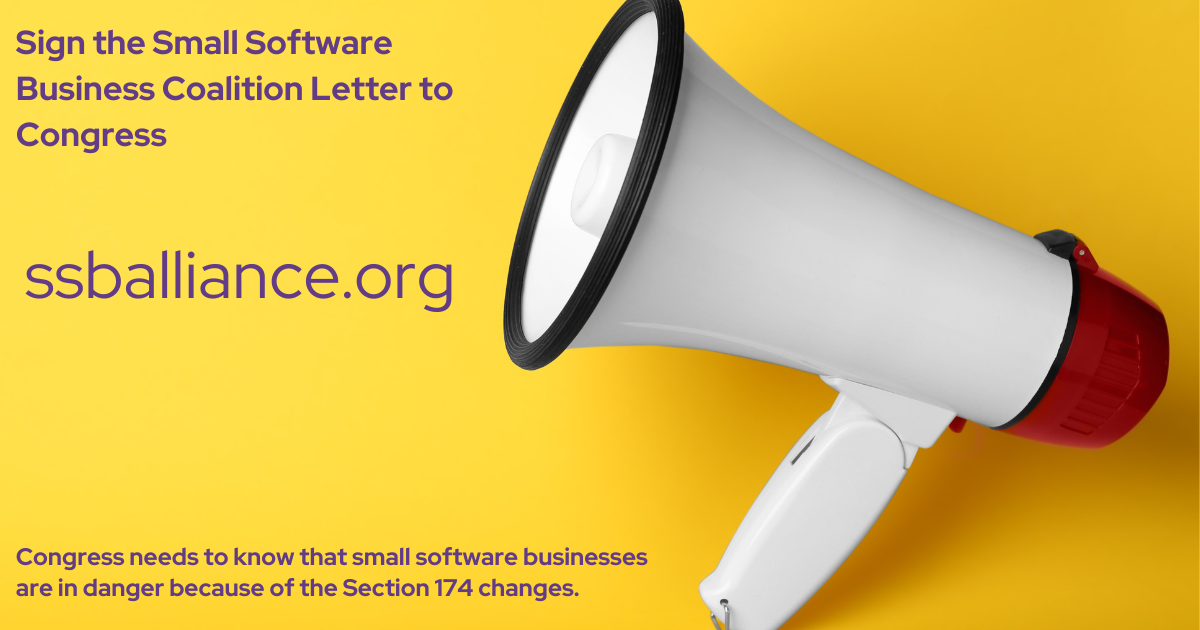 Sign the Small Software
Business Coalition Letter to
Congress
ssballiance.org
Congress needs to know that small software businesses
are in danger because of the Section 174 changes.